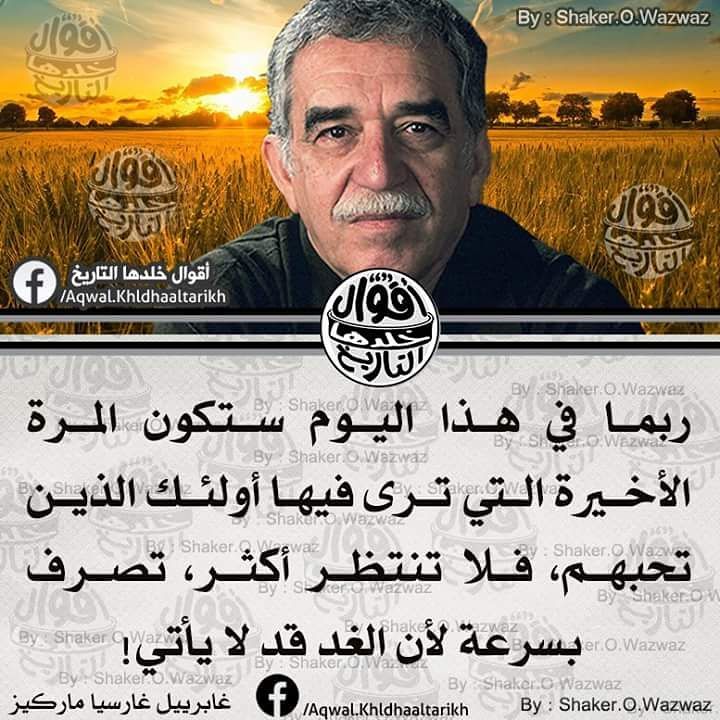 By : Shaker.O.Wazwaz
أقوال خلدها التاريخ
/Aqwal.Khldhaaltarikh
أقوال
خلدها
التاريخ
ربما في هذا اليوم ستكون المرة
الأخيرة التي ترى فيها أولئك الذين
تحبهم، فلا تنتظر أكثر، تصرف
بسرعة لأن الغد قد لا يأتي!
غابرييل غارسيا ماركيز
/Aqwal.Khldhaaltarikh
By : Shaker.O.Wazwaz